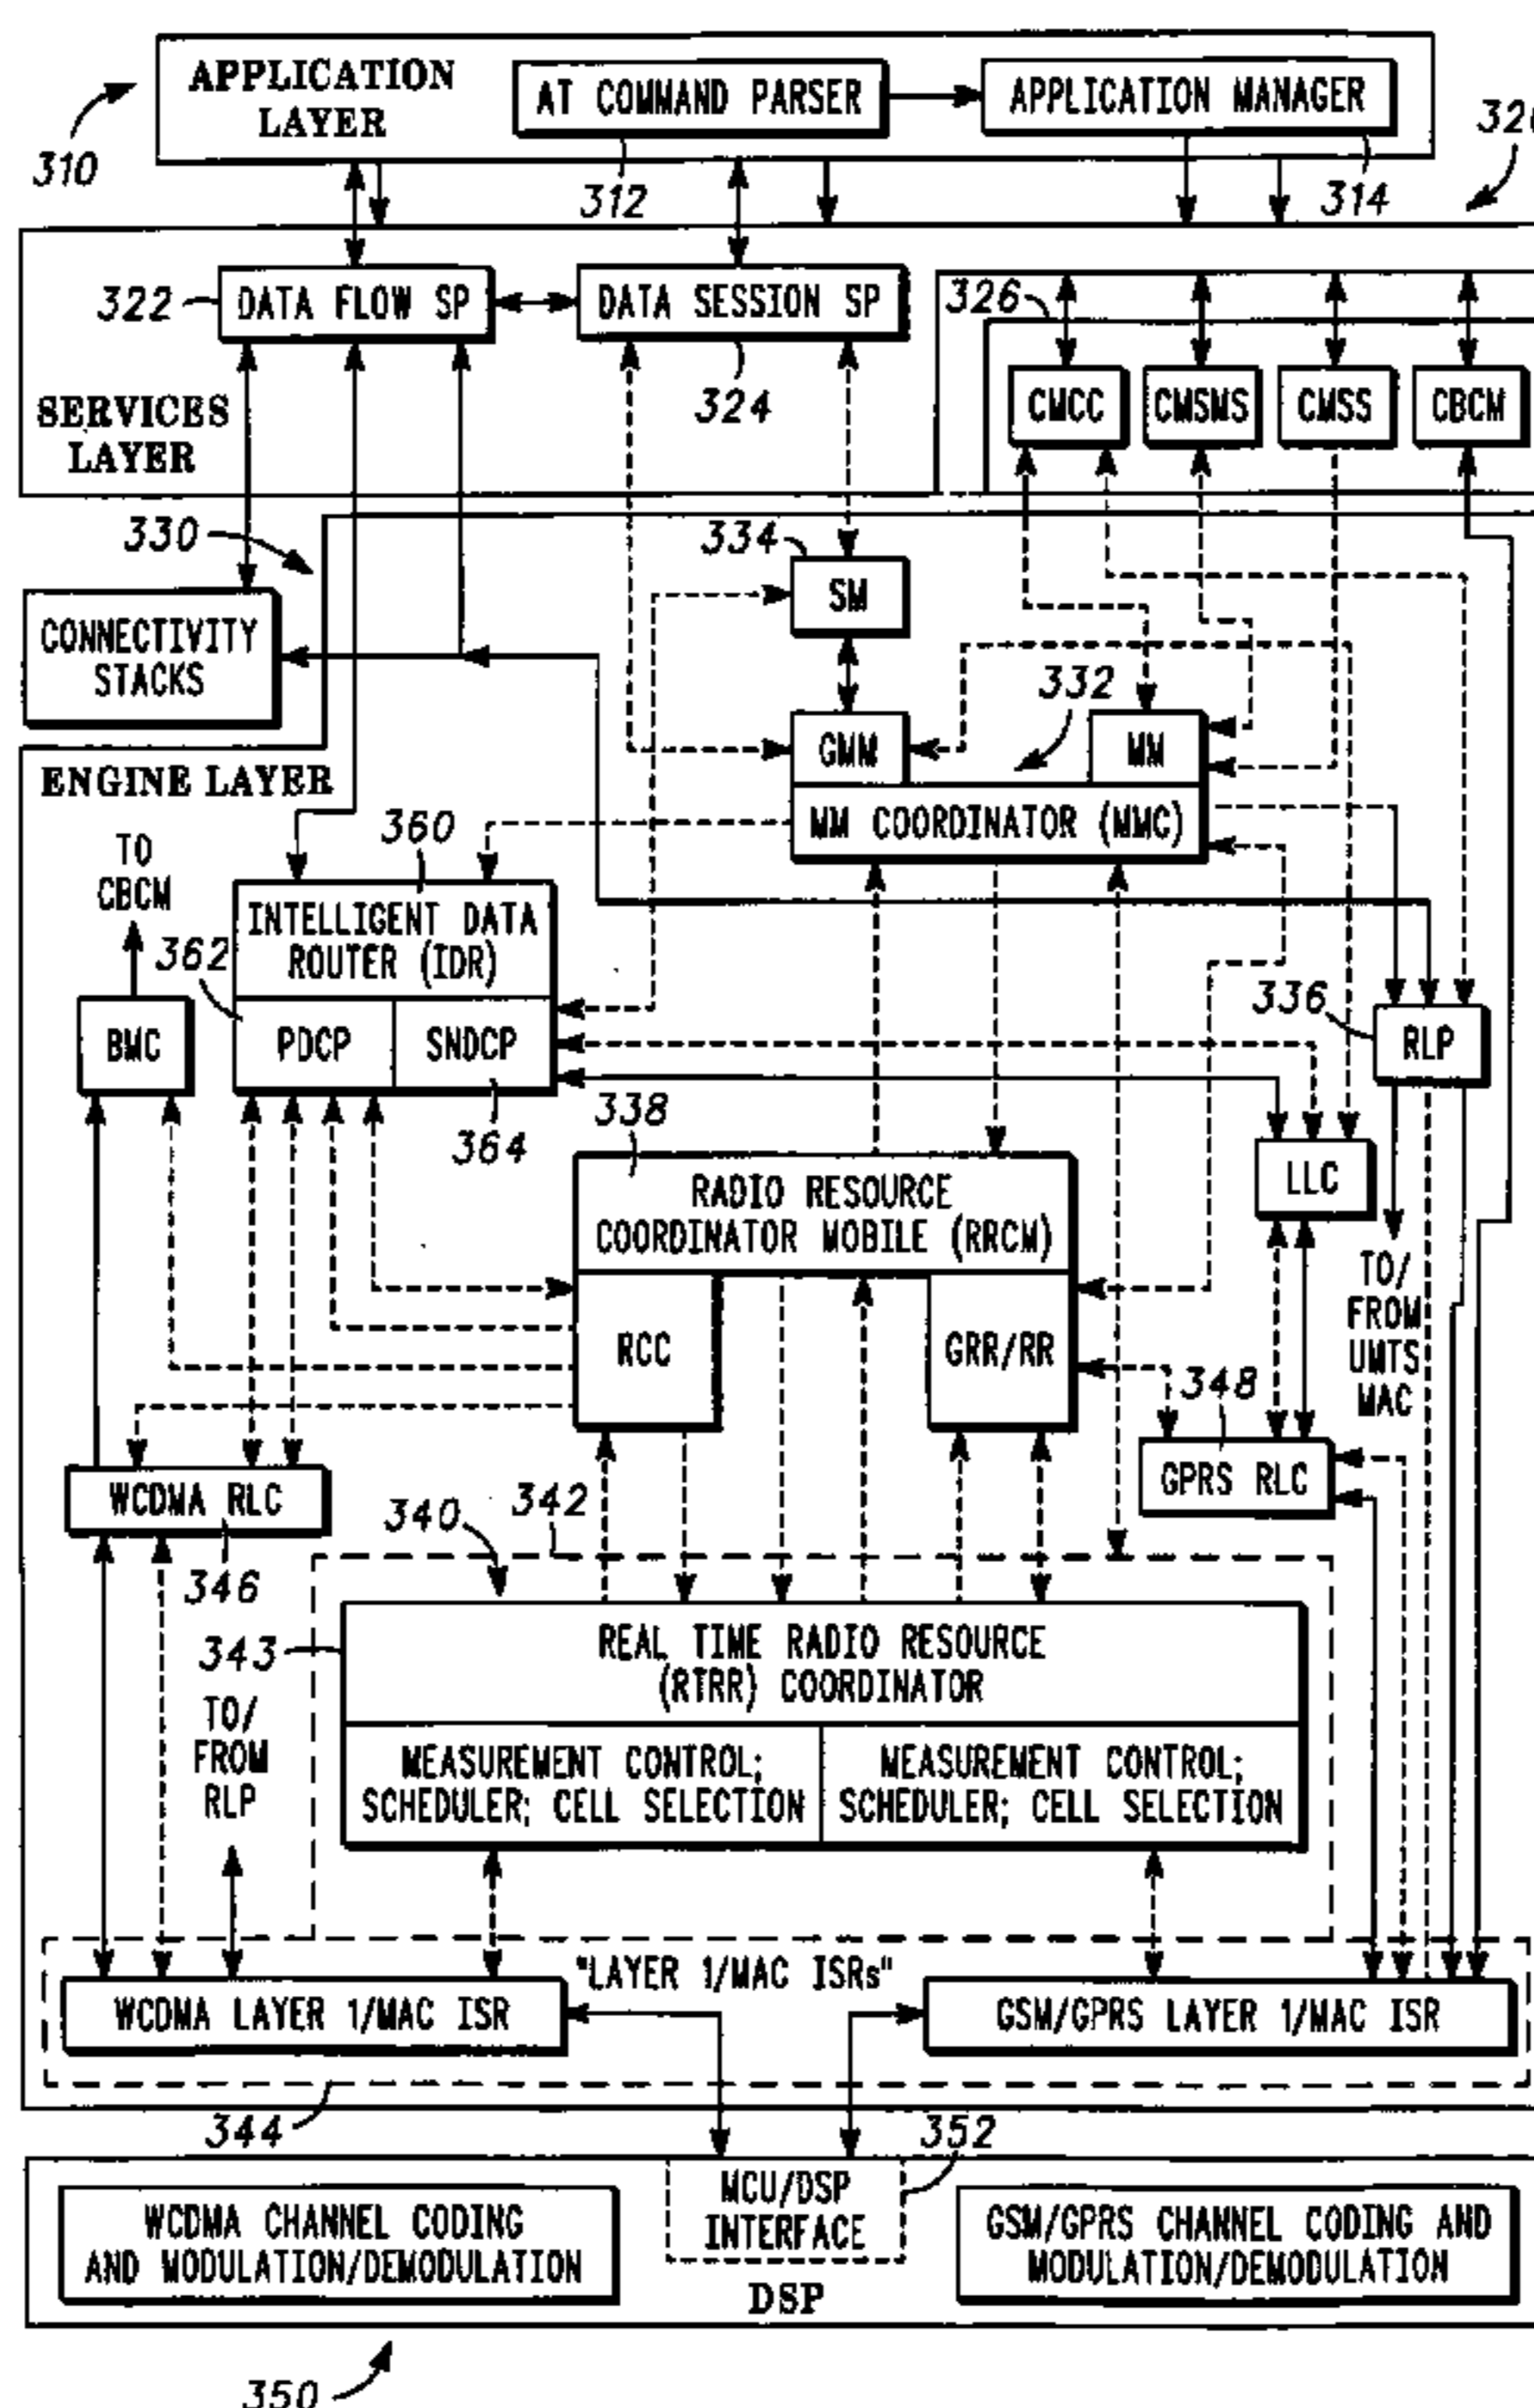 APPLICATION
LAYER
AT COMMAND PARSER
APPLICATION MANAGER
310
312
314
322
DATA FLOW SP
DATA SESSION SP
324
326
CMCC
CMSMS
CMSS
CBCM
SERVICES
LAYER
330
334
SM
CONNECTIVITY
STACKS
332
GMM
MM
MM COORDINATOR (MMC)
ENGINE LAYER
TO
CBCM
360
INTELLIGENT DATA
ROUTER (IDR)
362
BMC
PDCP
SNDCP
364
336
RLP
338
RADIO RESOURCE
COORDINATOR MOBILE (RRCM)
LLC
RCC
GRR/RR
TO/
FROM
UMTS
MAC
348
GPRS RLC
WCDMA RLC
346
340
342
343
REAL TIME RADIO RESOURCE
(RTRR) COORDINATOR
TO/
FROM
RLP
MEASUREMENT CONTROL;
SCHEDULER; CELL SELECTION
MEASUREMENT CONTROL;
SCHEDULER; CELL SELECTION
"LAYER 1/MAC ISRs"
WCDMA LAYER 1/MAC ISR
GSM/GPRS LAYER 1/MAC ISR
344
352
MCU/DSP
INTERFACE
WCDMA CHANNEL CODING
AND MODULATION/DEMODULATION
GSM/GPRS CHANNEL CODING AND
MODULATION/DEMODULATION
DSP
350